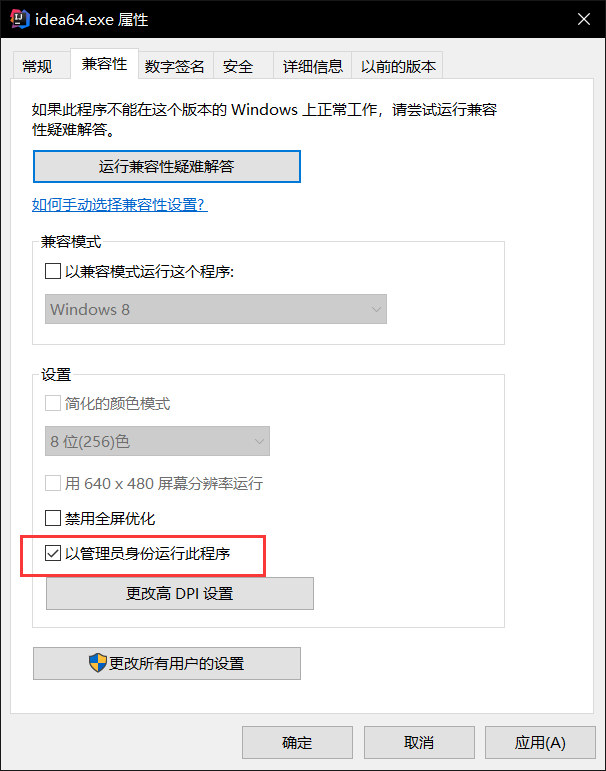 idea64.exe 属性
常规
兼容性
数字签名
安全
详细信息
以前的版本
如果此程序不能在这个版本的 Windows 上正常工作，请尝试运行兼容
性疑难解答。
运行兼容性疑难解答
如何手动选择兼容性设置?
兼容模式
以兼容模式运行这个程序:
Windows 8
设置
简化的颜色模式
8 位(256)色
用 640 x 480 屏幕分辨率运行
禁用全屏优化
以管理员身份运行此程序
更改高 DPI 设置
更改所有用户的设置
确定
取消
应用(A)